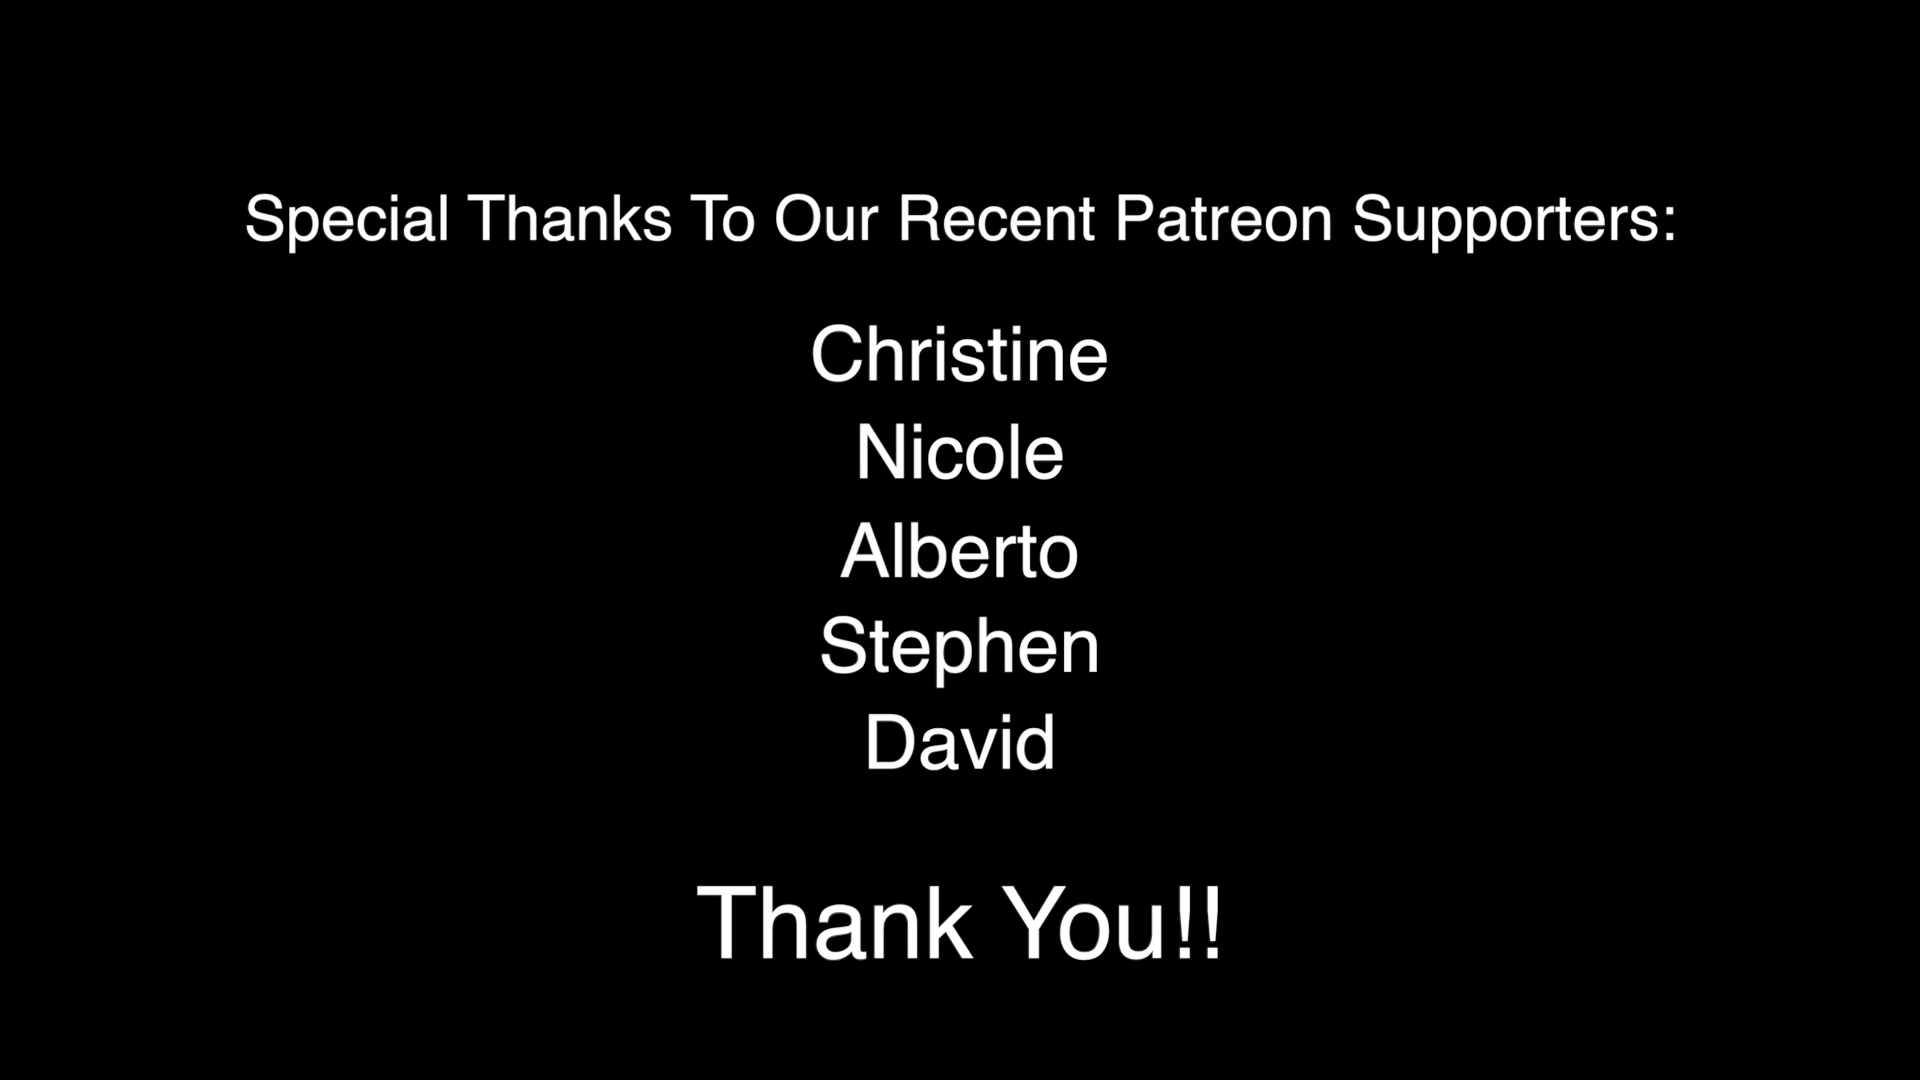 Special Thanks To Our Recent Patreon Supporters:
Christine
Nicole
Alberto
Stephen
David
Thank You!!